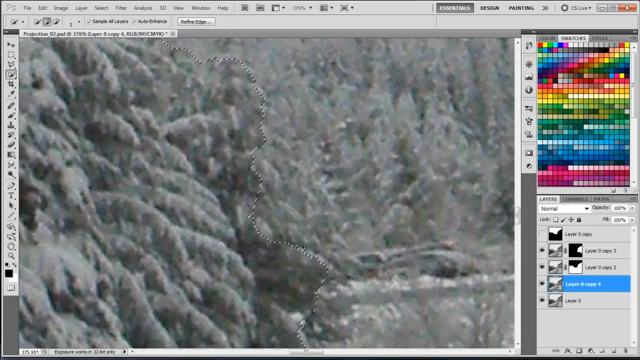 File Edit Image Layer Select Filter Analysis 3D View Window Help 376%
ESSENTIALS DESIGN PAINTING CS Live
Sample All Layers Auto-Enhance Refine Edge...
Projection_02.psd @ 376% (Layer 0 copy 4, RGB/8#/CMYK) *
COLOR SWATCHES STYLES
LAYERS CHANNELS PATHS
Normal Opacity: 100%
Lock: Fill: 100%
Layer 0 copy
Layer 0 copy 3
Layer 0 copy 2
Layer 0 copy 4
Layer 0
375.95% Exposure works in 32-bit only